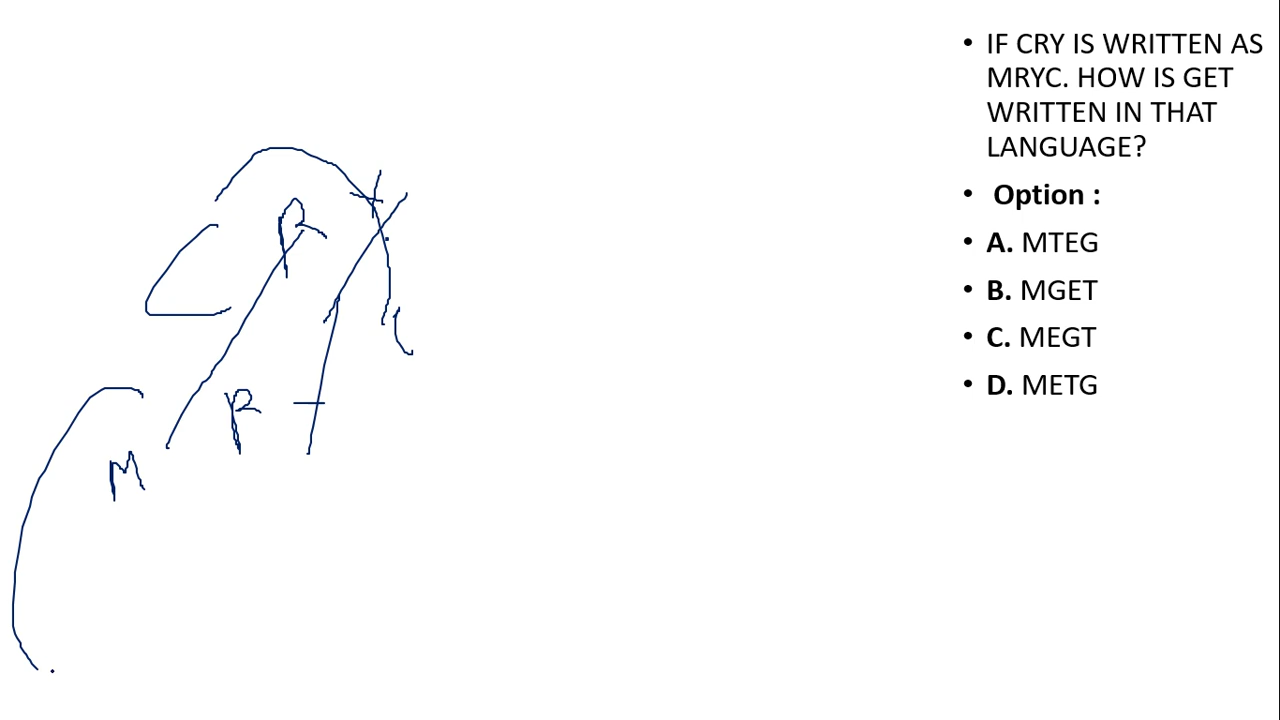 • IF CRY IS WRITTEN AS
MRYC. HOW IS GET
WRITTEN IN THAT
LANGUAGE?
• Option :
• A. MTEG
• B. MGET
• C. MEGT
• D. METG
R
R
M